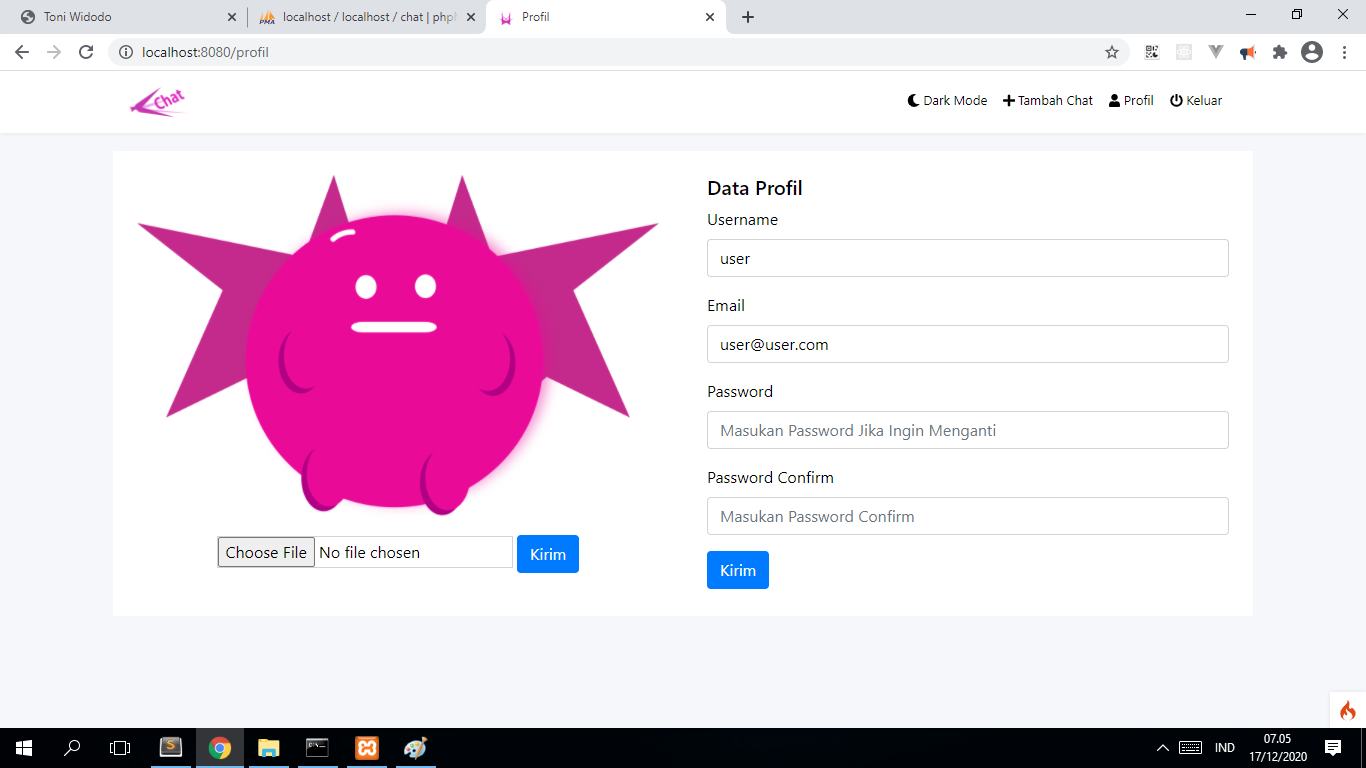 Toni Widodo
localhost / localhost / chat | php
Profil
localhost:8080/profil
Chat
Dark Mode
Tambah Chat
Profil
Keluar
Data Profil
Username
user
Email
user@user.com
Password
Masukan Password Jika Ingin Menganti
Password Confirm
Masukan Password Confirm
Choose File No file chosen
Kirim
Kirim
IND
07.05
17/12/2020